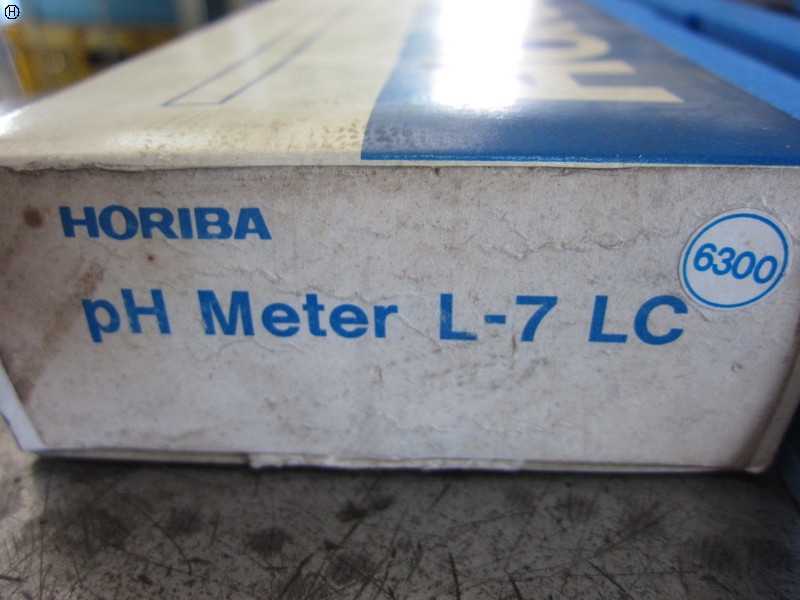 HORIBA
pH Meter L-7 LC
6300
H